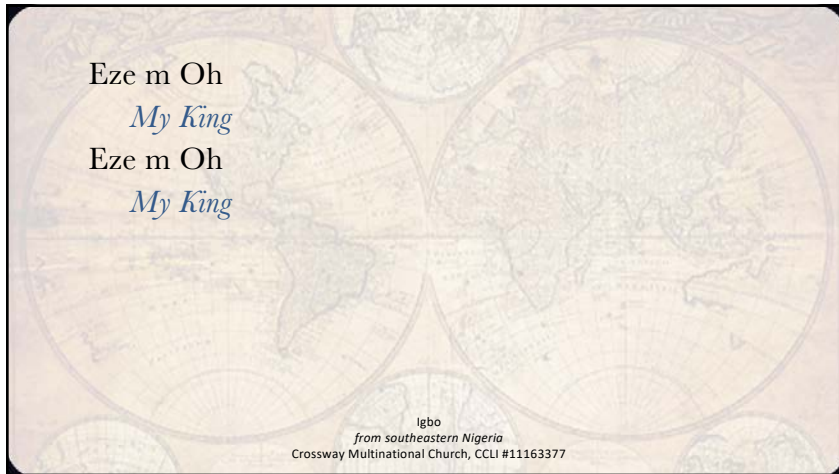 Eze m Oh
My King
Eze m Oh
My King
Igbo
from southeastern Nigeria
Crossway Multinational Church, CCLI #11163377